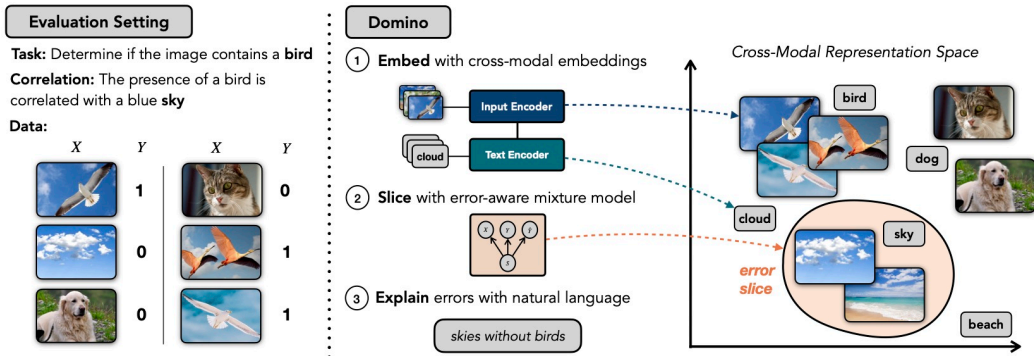 Evaluation Setting
Task: Determine if the image contains a bird
Correlation: The presence of a bird is
correlated with a blue sky
Data:
X Y X Y
1 0
0 1
0 1
Domino
1 Embed with cross-modal embeddings
Input Encoder
cloud Text Encoder
2 Slice with error-aware mixture model
X Y Ŷ
S
3 Explain errors with natural language
skies without birds
Cross-Modal Representation Space
bird
dog
cloud
sky
error
slice
beach